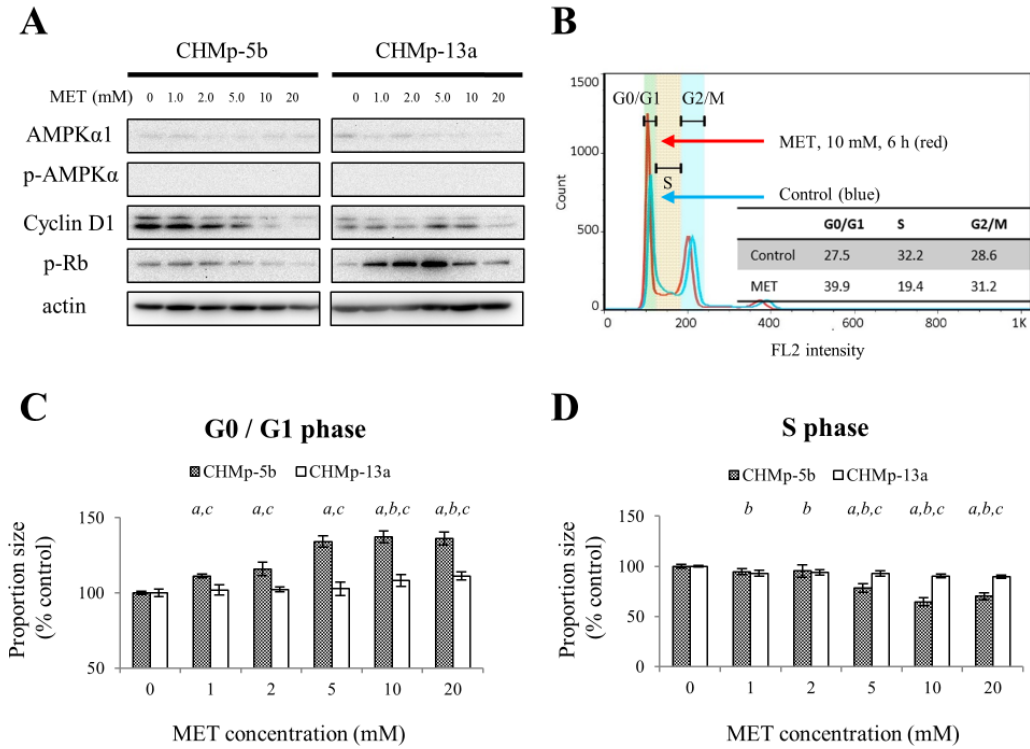 A
CHMp-5b CHMp-13a
MET (mM) 0 1.0 2.0 5.0 10 20 0 1.0 2.0 5.0 10 20
AMPKα1
p-AMPKα
Cyclin D1
p-Rb
actin
B
1500
1000
500
0
Count
G0/G1 G2/M
S
MET, 10 mM, 6 h (red)
Control (blue)
G0/G1 S G2/M
Control 27.5 32.2 28.6
MET 39.9 19.4 31.2
0 200 400 600 800 1K
FL2 intensity
C
G0 / G1 phase
CHMp-5b CHMp-13a
a,c a,c a,c a,b,c a,b,c
Proportion size
(% control)
150
100
50
0 1 2 5 10 20
MET concentration (mM)
D
S phase
CHMp-5b CHMp-13a
b b a,b,c a,b,c a,b,c
Proportion size
(% control)
150
100
50
0
0 1 2 5 10 20
MET concentration (mM)